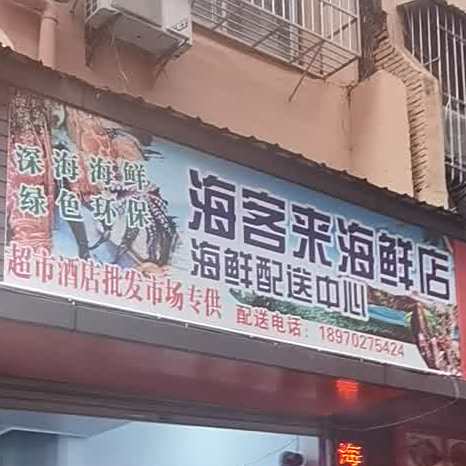 深海海鲜
绿色环保
海客来海鲜店
海鲜配送中心
超市酒店批发市场专供
配送电话：18970275424
海